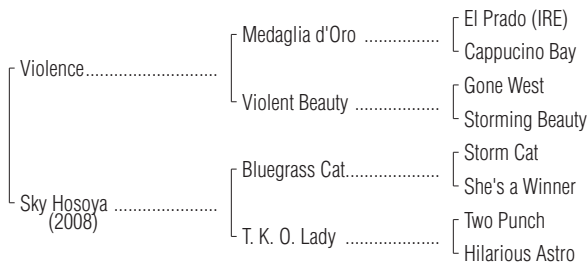 El Prado (IRE)
Medaglia d'Oro ..................
Cappucino Bay
Violence...............................
Gone West
Violent Beauty ....................
Storming Beauty
Storm Cat
Bluegrass Cat.....................
She's a Winner
Sky Hosoya ........................
(2008)
Two Punch
T. K. O. Lady ......................
Hilarious Astro